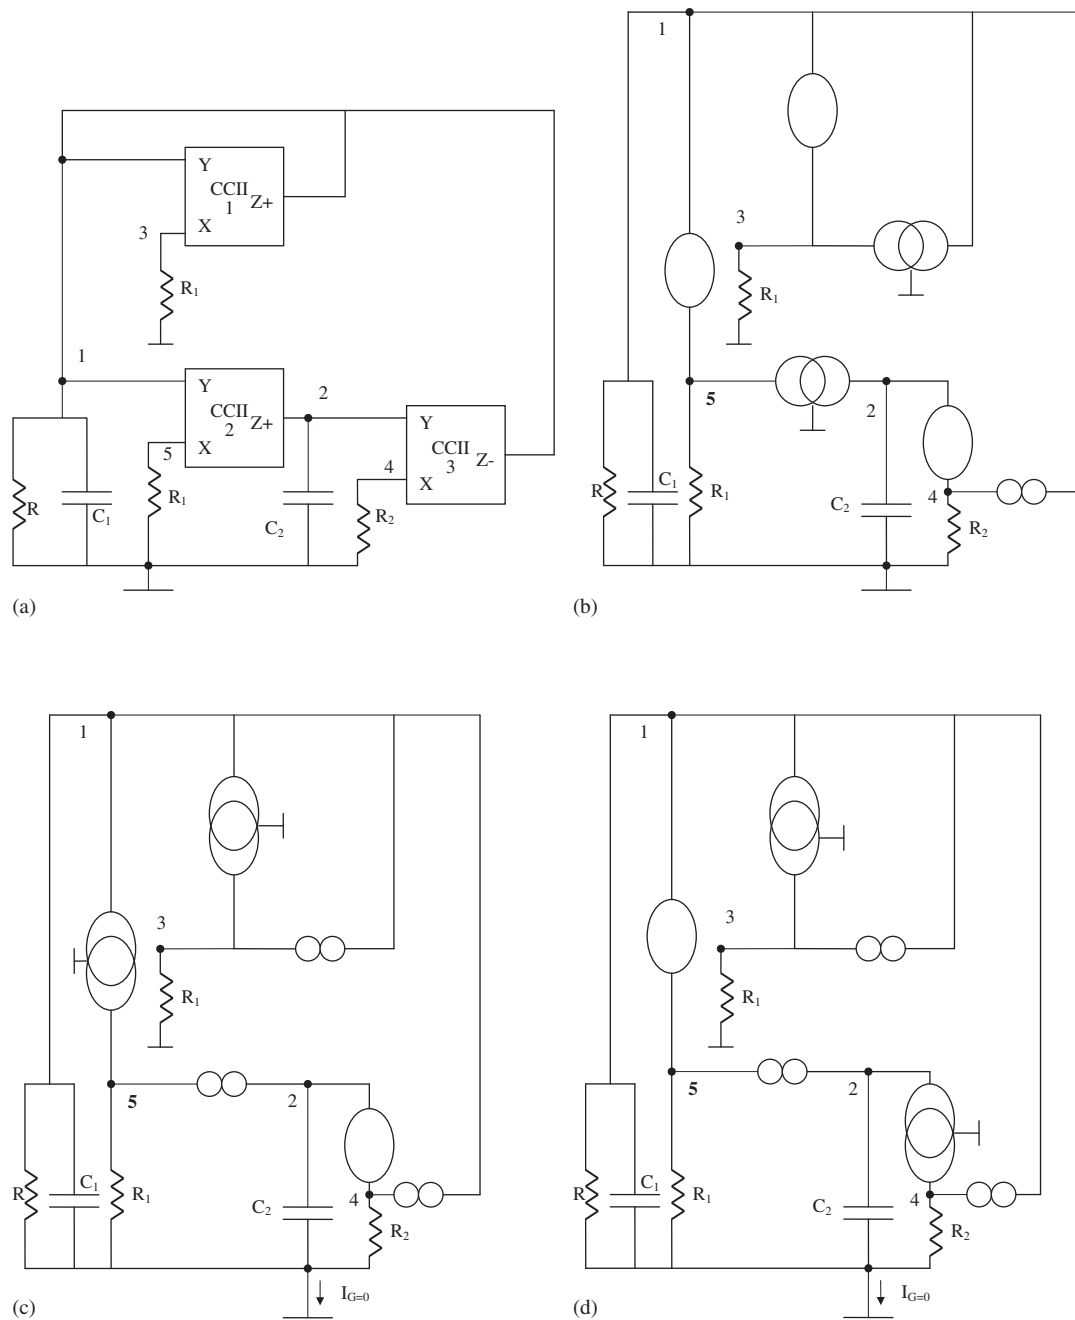 Y
CCII
1
Z+
X
3
R₁
1
Y
CCII
2
Z+
X
5
R₁
2
Y
CCII
3
Z-
X
4
R₂
R
C₁
C₂
(a)
1
3
R₁
5
2
4
R
C₁
R₁
C₂
R₂
(b)
1
3
R₁
5
2
4
R
C₁
R₁
C₂
R₂
I_G=0
(c)
1
3
R₁
5
2
4
R
C₁
R₁
C₂
R₂
I_G=0
(d)